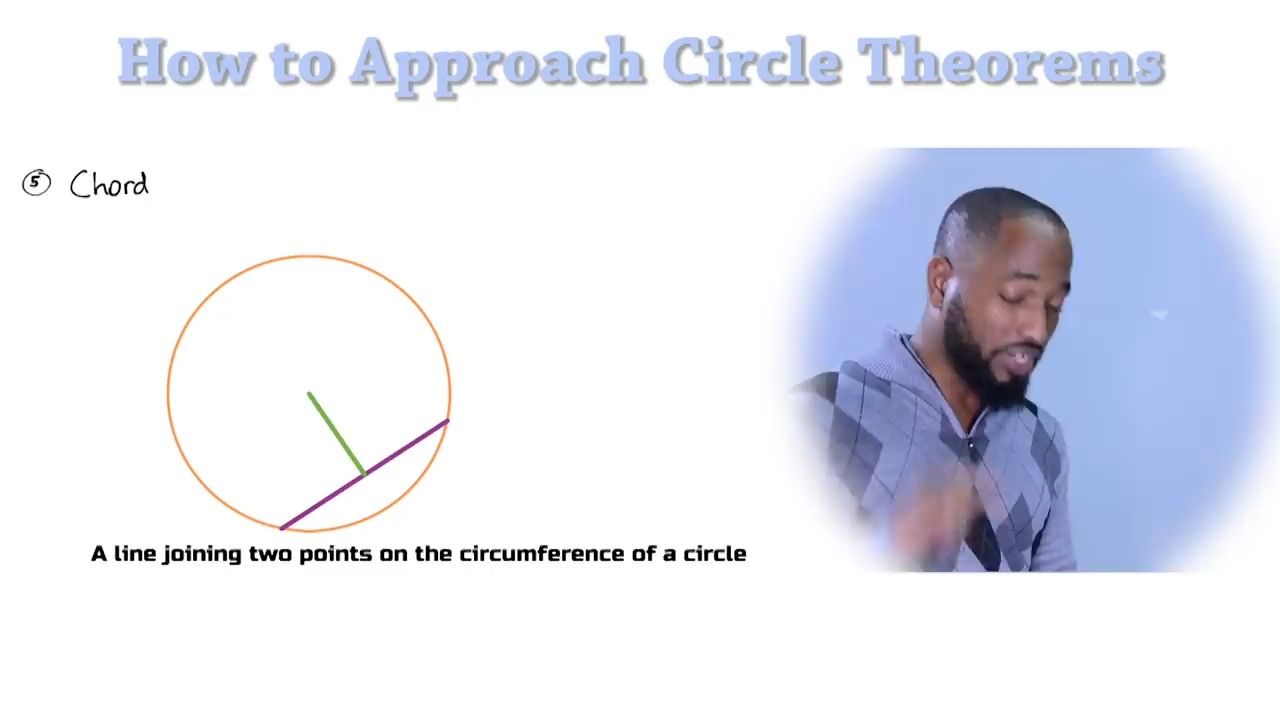 How to Approach Circle Theorems
⑤ Chord
A line joining two points on the circumference of a circle